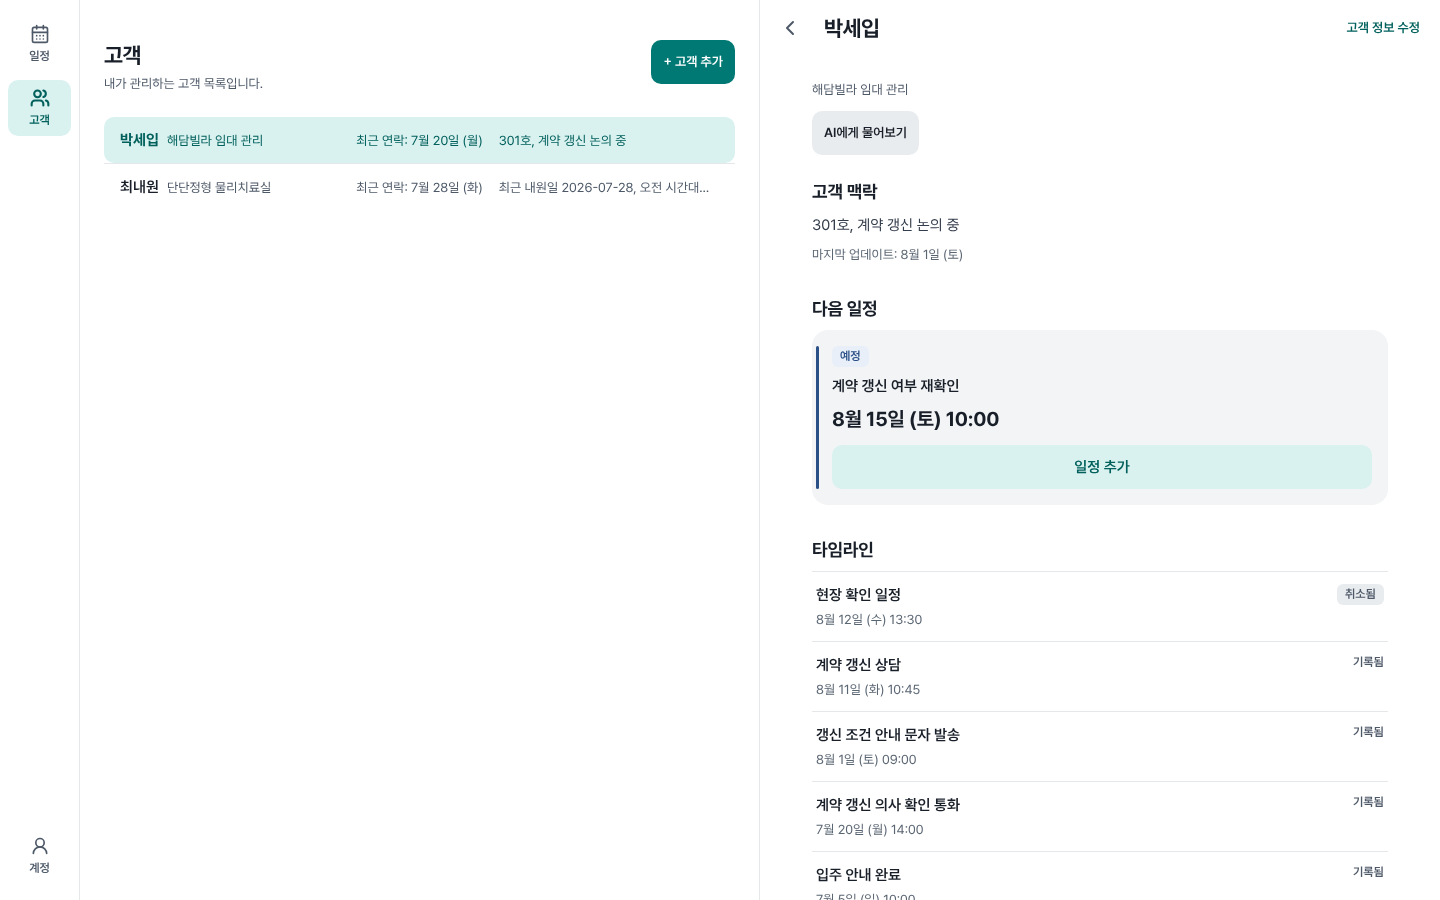 일정
고객
계정
고객
내가 관리하는 고객 목록입니다.
+ 고객 추가
박세입 해담빌라 임대 관리 최근 연락: 7월 20일 (월) 301호, 계약 갱신 논의 중
최내원 단단정형 물리치료실 최근 연락: 7월 28일 (화) 최근 내원일 2026-07-28, 오전 시간대...
박세입
고객 정보 수정
해담빌라 임대 관리
AI에게 물어보기
고객 맥락
301호, 계약 갱신 논의 중
마지막 업데이트: 8월 1일 (토)
다음 일정
예정
계약 갱신 여부 재확인
8월 15일 (토) 10:00
일정 추가
타임라인
현장 확인 일정 취소됨
8월 12일 (수) 13:30
계약 갱신 상담 기록됨
8월 11일 (화) 10:45
갱신 조건 안내 문자 발송 기록됨
8월 1일 (토) 09:00
계약 갱신 의사 확인 통화 기록됨
7월 20일 (월) 14:00
입주 안내 완료 기록됨
7월 5일 (일) 10:00